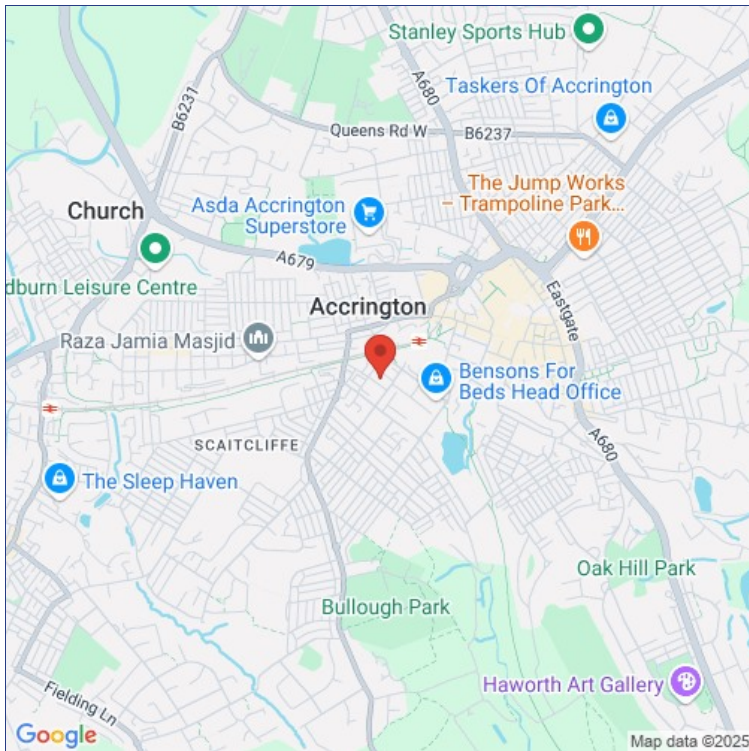 Stanley Sports Hub
A680
Taskers Of Accrington
B6231
Queens Rd W
B6237
The Jump Works
– Trampoline Park...
Church
Asda Accrington
Superstore
A679
dburn Leisure Centre
Eastgate
Accrington
Raza Jamia Masjid
Bensons For
Beds Head Office
SCAITCLIFFE
A680
The Sleep Haven
Oak Hill Park
Bullough Park
Haworth Art Gallery
Fielding Ln
Google
Map data ©2025